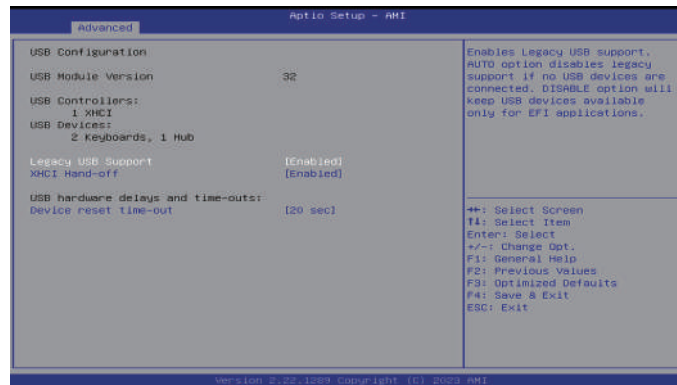 Aptio Setup - AMI
Advanced
USB Configuration
USB Module Version 32
USB Controllers:
1 XHCI
USB Devices:
2 Keyboards, 1 Hub
Legacy USB Support [Enabled]
XHCI Hand-off [Enabled]
USB hardware delays and time-outs:
Device reset time-out [20 sec]
Enables Legacy USB support.
AUTO option disables legacy
support if no USB devices are
connected. DISABLE option will
keep USB devices available
only for EFI applications.
→←: Select Screen
↑↓: Select Item
Enter: Select
+/-: Change Opt.
F1: General Help
F2: Previous Values
F3: Optimized Defaults
F4: Save & Exit
ESC: Exit
Version 2.22.1289 Copyright (C) 2023 AMI